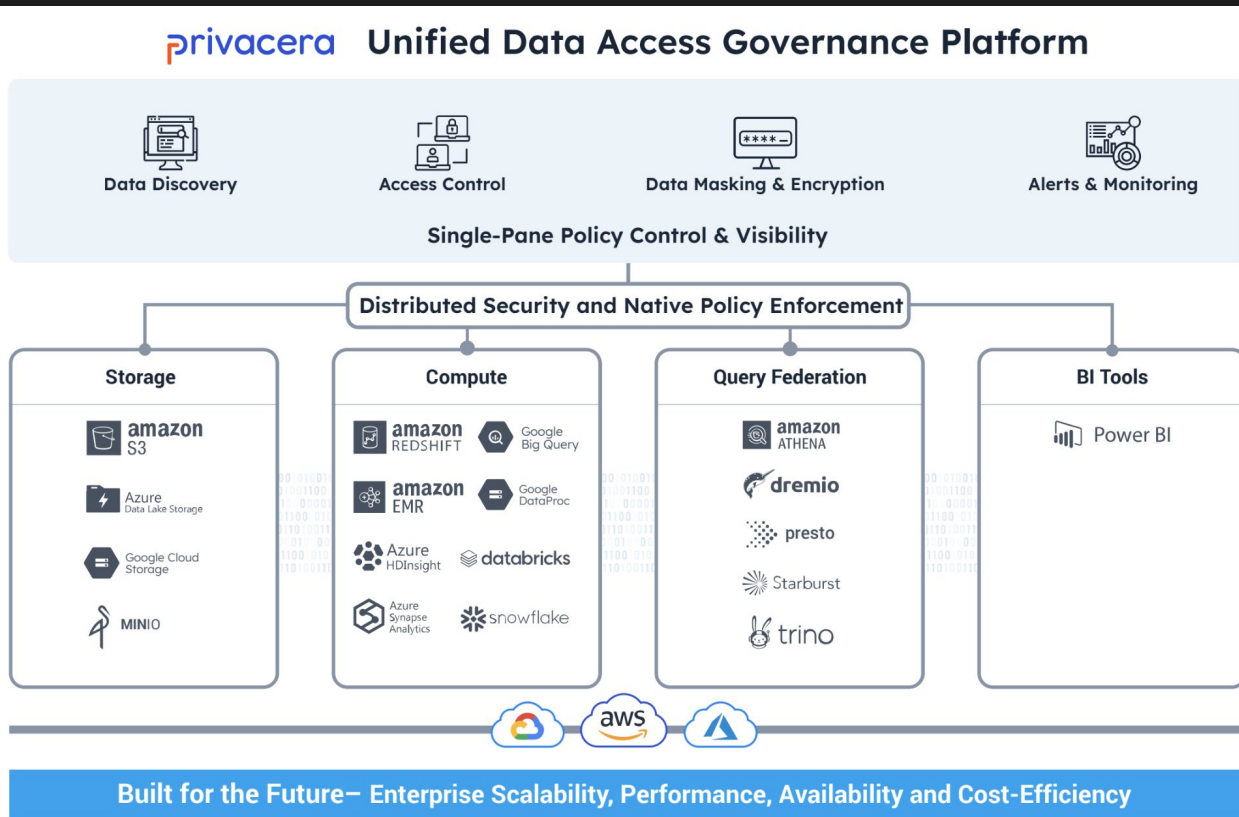 privacera Unified Data Access Governance Platform
Data Discovery
Access Control
****_
Data Masking & Encryption
Alerts & Monitoring
Single-Pane Policy Control & Visibility
Distributed Security and Native Policy Enforcement
Storage
amazon
S3
Azure
Data Lake Storage
Google Cloud
Storage
MINIO
Compute
amazon
REDSHIFT
Google
Big Query
amazon
EMR
Google
DataProc
Azure
HDInsight
databricks
Azure
Synapse
Analytics
snowflake
Query Federation
amazon
ATHENA
dremio
presto
Starburst
trino
BI Tools
Power BI
aws
Built for the Future– Enterprise Scalability, Performance, Availability and Cost-Efficiency